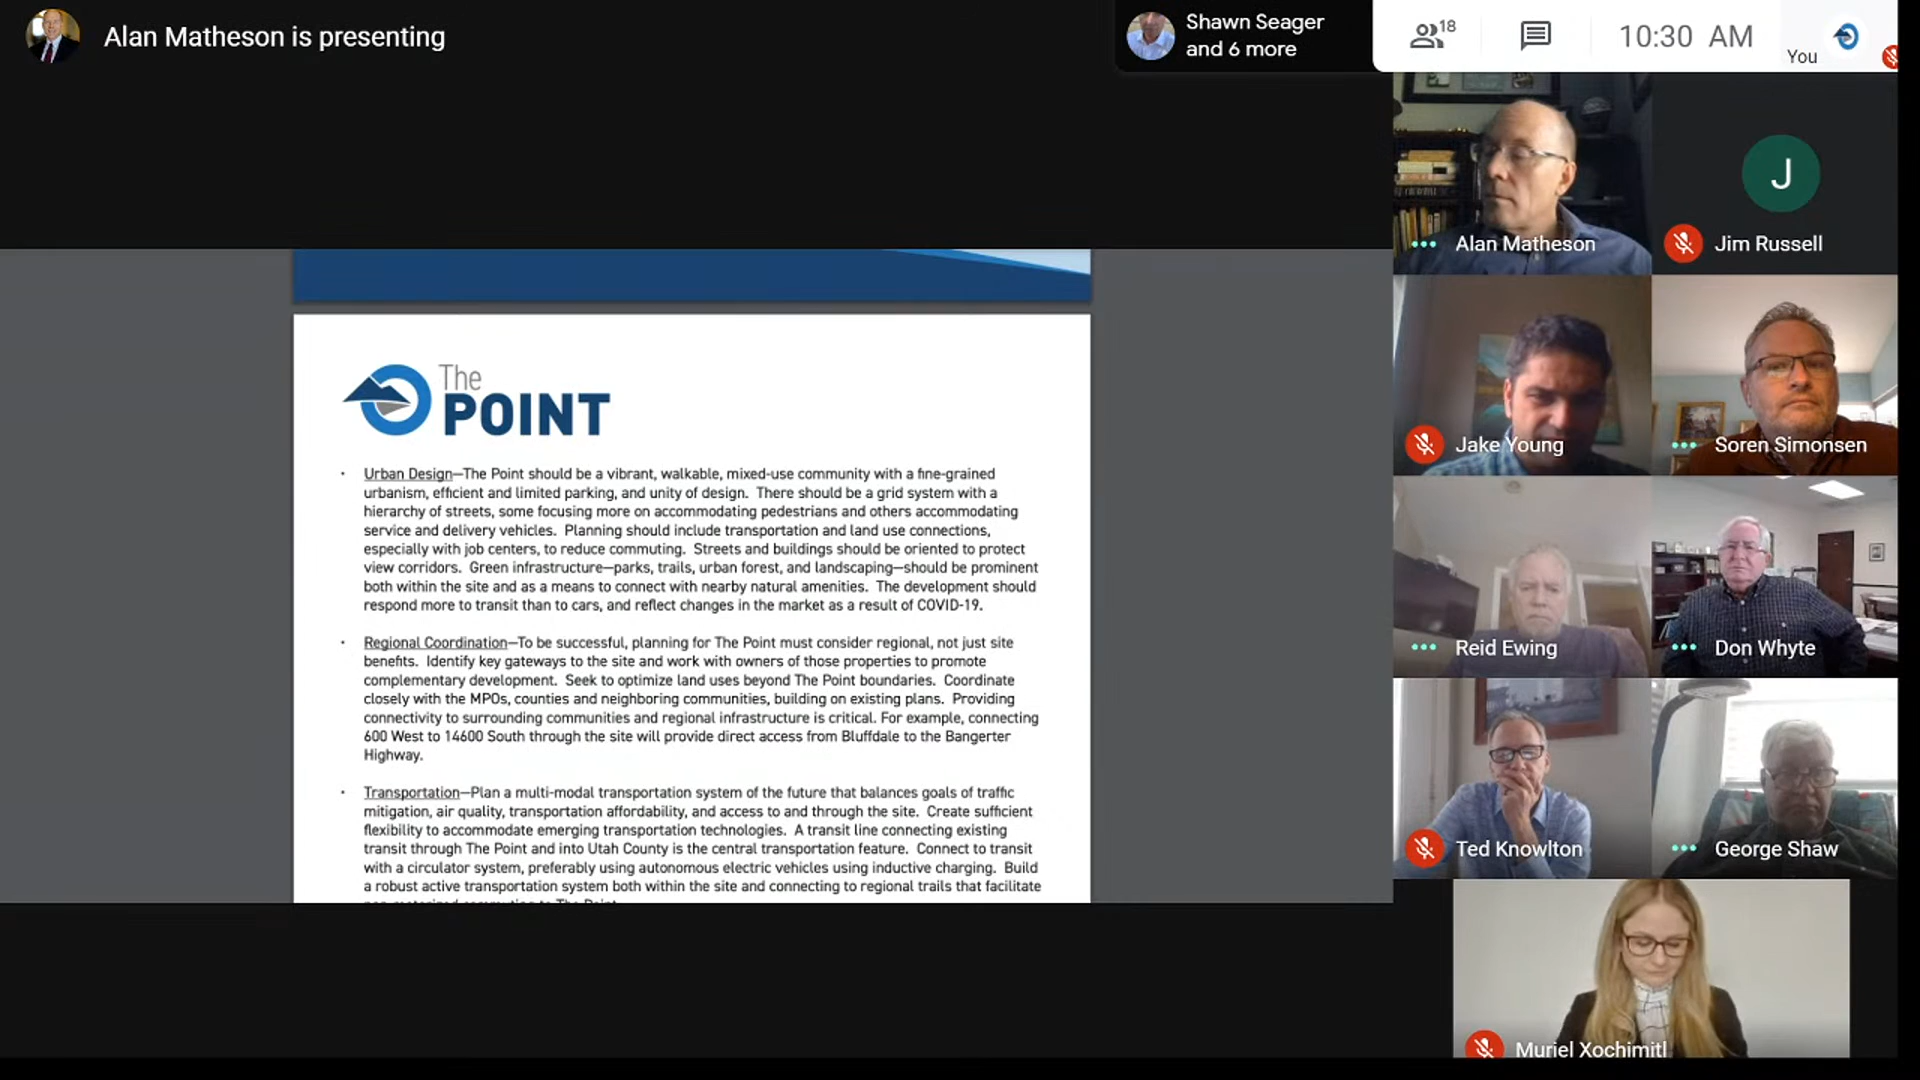 Alan Matheson is presenting
Shawn Seager
and 6 more
18
10:30 AM
You
The
POINT
• Urban Design—The Point should be a vibrant, walkable, mixed-use community with a fine-grained
urbanism, efficient and limited parking, and unity of design. There should be a grid system with a
hierarchy of streets, some focusing more on accommodating pedestrians and others accommodating
service and delivery vehicles. Planning should include transportation and land use connections,
especially with job centers, to reduce commuting. Streets and buildings should be oriented to protect
view corridors. Green infrastructure—parks, trails, urban forest, and landscaping—should be prominent
both within the site and as a means to connect with nearby natural amenities. The development should
respond more to transit than to cars, and reflect changes in the market as a result of COVID-19.
• Regional Coordination—To be successful, planning for The Point must consider regional, not just site
benefits. Identify key gateways to the site and work with owners of those properties to promote
complementary development. Seek to optimize land uses beyond The Point boundaries. Coordinate
closely with the MPOs, counties and neighboring communities, building on existing plans. Providing
connectivity to surrounding communities and regional infrastructure is critical. For example, connecting
600 West to 14600 South through the site will provide direct access from Bluffdale to the Bangerter
Highway.
• Transportation—Plan a multi-modal transportation system of the future that balances goals of traffic
mitigation, air quality, transportation affordability, and access to and through the site. Create sufficient
flexibility to accommodate emerging transportation technologies. A transit line connecting existing
transit through The Point and into Utah County is the central transportation feature. Connect to transit
with a circulator system, preferably using autonomous electric vehicles using inductive charging. Build
a robust active transportation system both within the site and connecting to regional trails that facilitate
Alan Matheson
J
Jim Russell
Jake Young
Soren Simonsen
Reid Ewing
Don Whyte
Ted Knowlton
George Shaw
Muriel Xochimitl